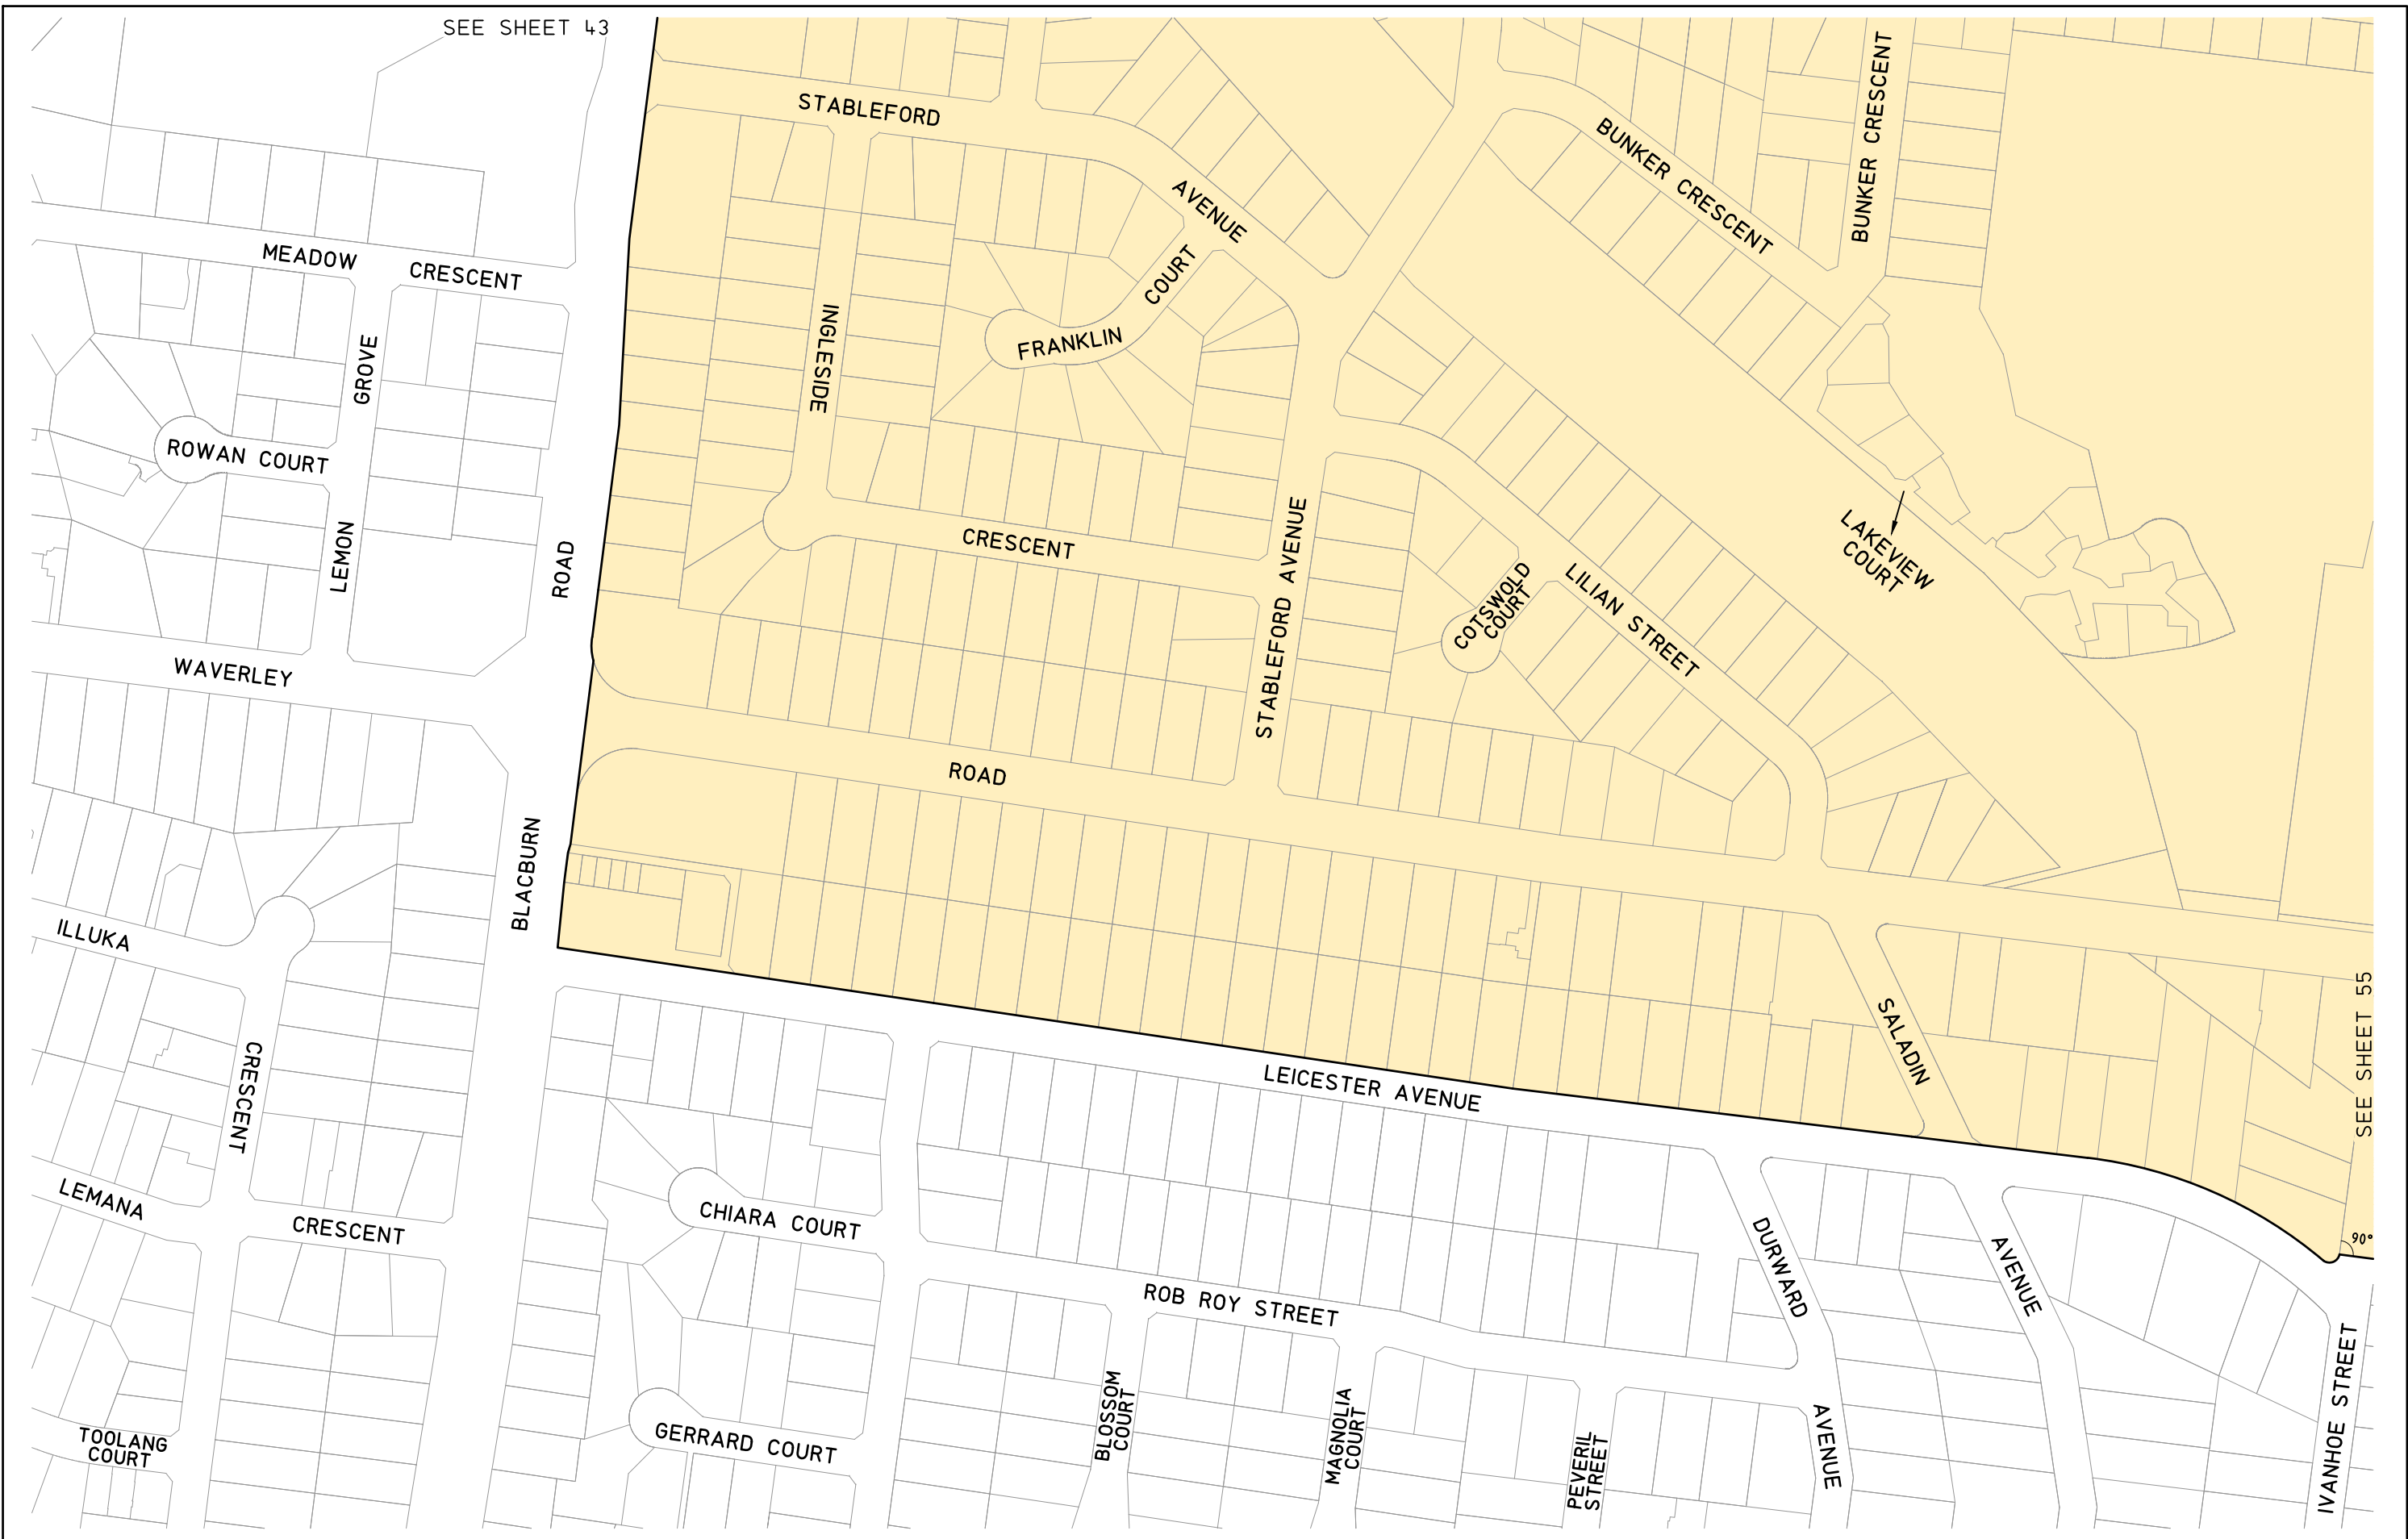 SEE SHEET 43
STABLEFORD
AVENUE
BUNKER CRESCENT
BUNKER CRESCENT
MEADOW
CRESCENT
COURT
FRANKLIN
INGLESIDE
GROVE
ROWAN COURT
LEMON
ROAD
CRESCENT
STABLEFORD AVENUE
COTSWOLD
COURT
LILIAN STREET
LAKEVIEW
COURT
WAVERLEY
ROAD
BLACBURN
ILLUKA
CRESCENT
SALADIN
SEE SHEET 55
LEICESTER AVENUE
LEMANA
CRESCENT
CHIARA COURT
DURWARD
AVENUE
90°
ROB ROY STREET
BLOSSOM
COURT
MAGNOLIA
COURT
PEVERIL
STREET
AVENUE
IVANHOE STREET
TOOLANG
COURT
GERRARD COURT